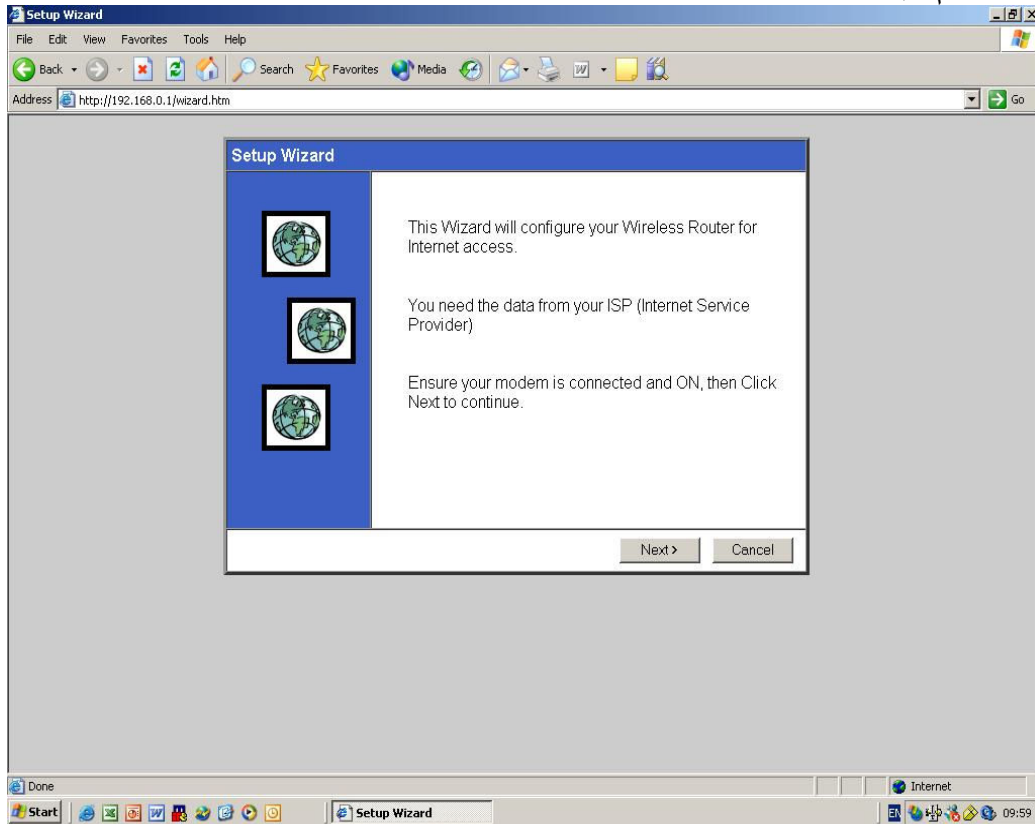 Setup Wizard
File Edit View Favorites Tools Help
Back Search Favorites Media
Address http://192.168.0.1/wizard.htm Go
Setup Wizard
This Wizard will configure your Wireless Router for
Internet access.
You need the data from your ISP (Internet Service
Provider)
Ensure your modem is connected and ON, then Click
Next to continue.
Next> Cancel
Done Internet
Start Setup Wizard EN 09:59